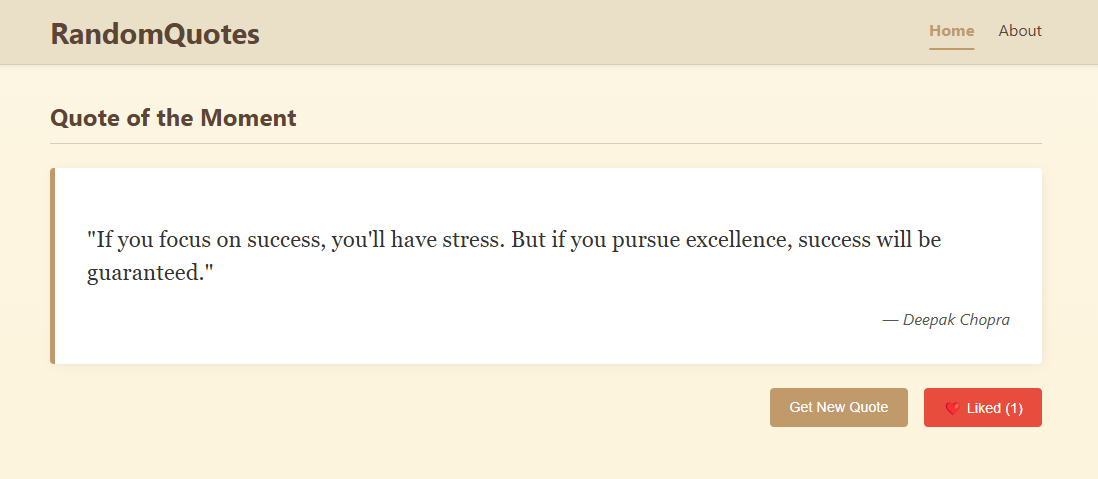 RandomQuotes
Home About
Quote of the Moment
"If you focus on success, you'll have stress. But if you pursue excellence, success will be
guaranteed."
— Deepak Chopra
Get New Quote ❤️ Liked (1)